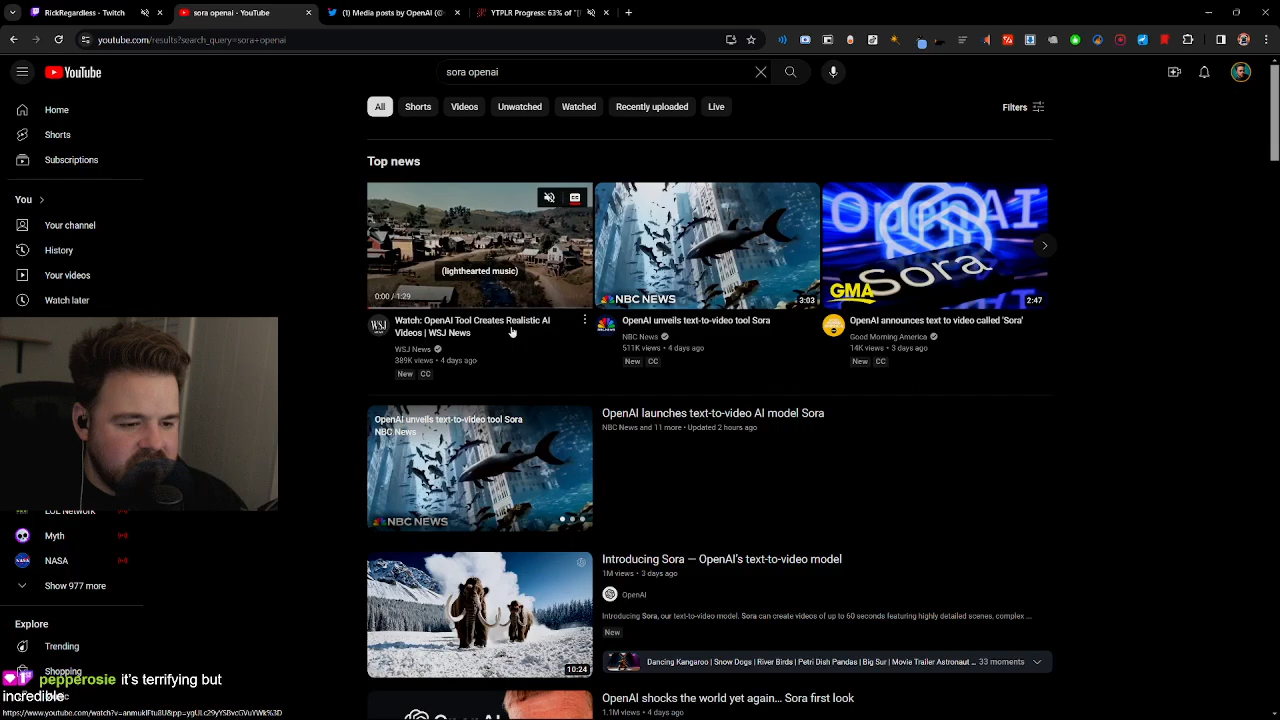 RickRegardless - Twitch
sora openai - YouTube
(1) Media posts by OpenAI (@
YTPLR Progress: 63% of "[
youtube.com/results?search_query=sora+openai
YouTube
sora openai
Home
Shorts
Subscriptions
You
Your channel
History
Your videos
Watch later
All
Shorts
Videos
Unwatched
Watched
Recently uploaded
Live
Filters
Top news
(lighthearted music)
0:00 / 1:29
WSJ
Watch: OpenAI Tool Creates Realistic AI
Videos | WSJ News
WSJ News
389K views • 4 days ago
New CC
NBC NEWS
3:03
OpenAI unveils text-to-video tool Sora
NBC News
511K views • 4 days ago
New CC
OpenAI
Sora
GMA
2:47
OpenAI announces text to video called 'Sora'
Good Morning America
14K views • 3 days ago
New CC
OpenAI unveils text-to-video tool Sora
NBC News
NBC NEWS
OpenAI launches text-to-video AI model Sora
NBC News and 11 more • Updated 2 hours ago
10:24
Introducing Sora — OpenAI's text-to-video model
1M views • 3 days ago
OpenAI
Introducing Sora, our text-to-video model. Sora can create videos of up to 60 seconds featuring highly detailed scenes, complex ...
New
Dancing Kangaroo | Snow Dogs | River Birds | Petri Dish Pandas | Big Sur | Movie Trailer Astronaut ... 33 moments
OpenAI
OpenAI shocks the world yet again... Sora first look
1.1M views • 4 days ago
LOL Network
Myth
NASA
Show 977 more
Explore
Trending
Shopping
pepperosie it's terrifying but
incredible